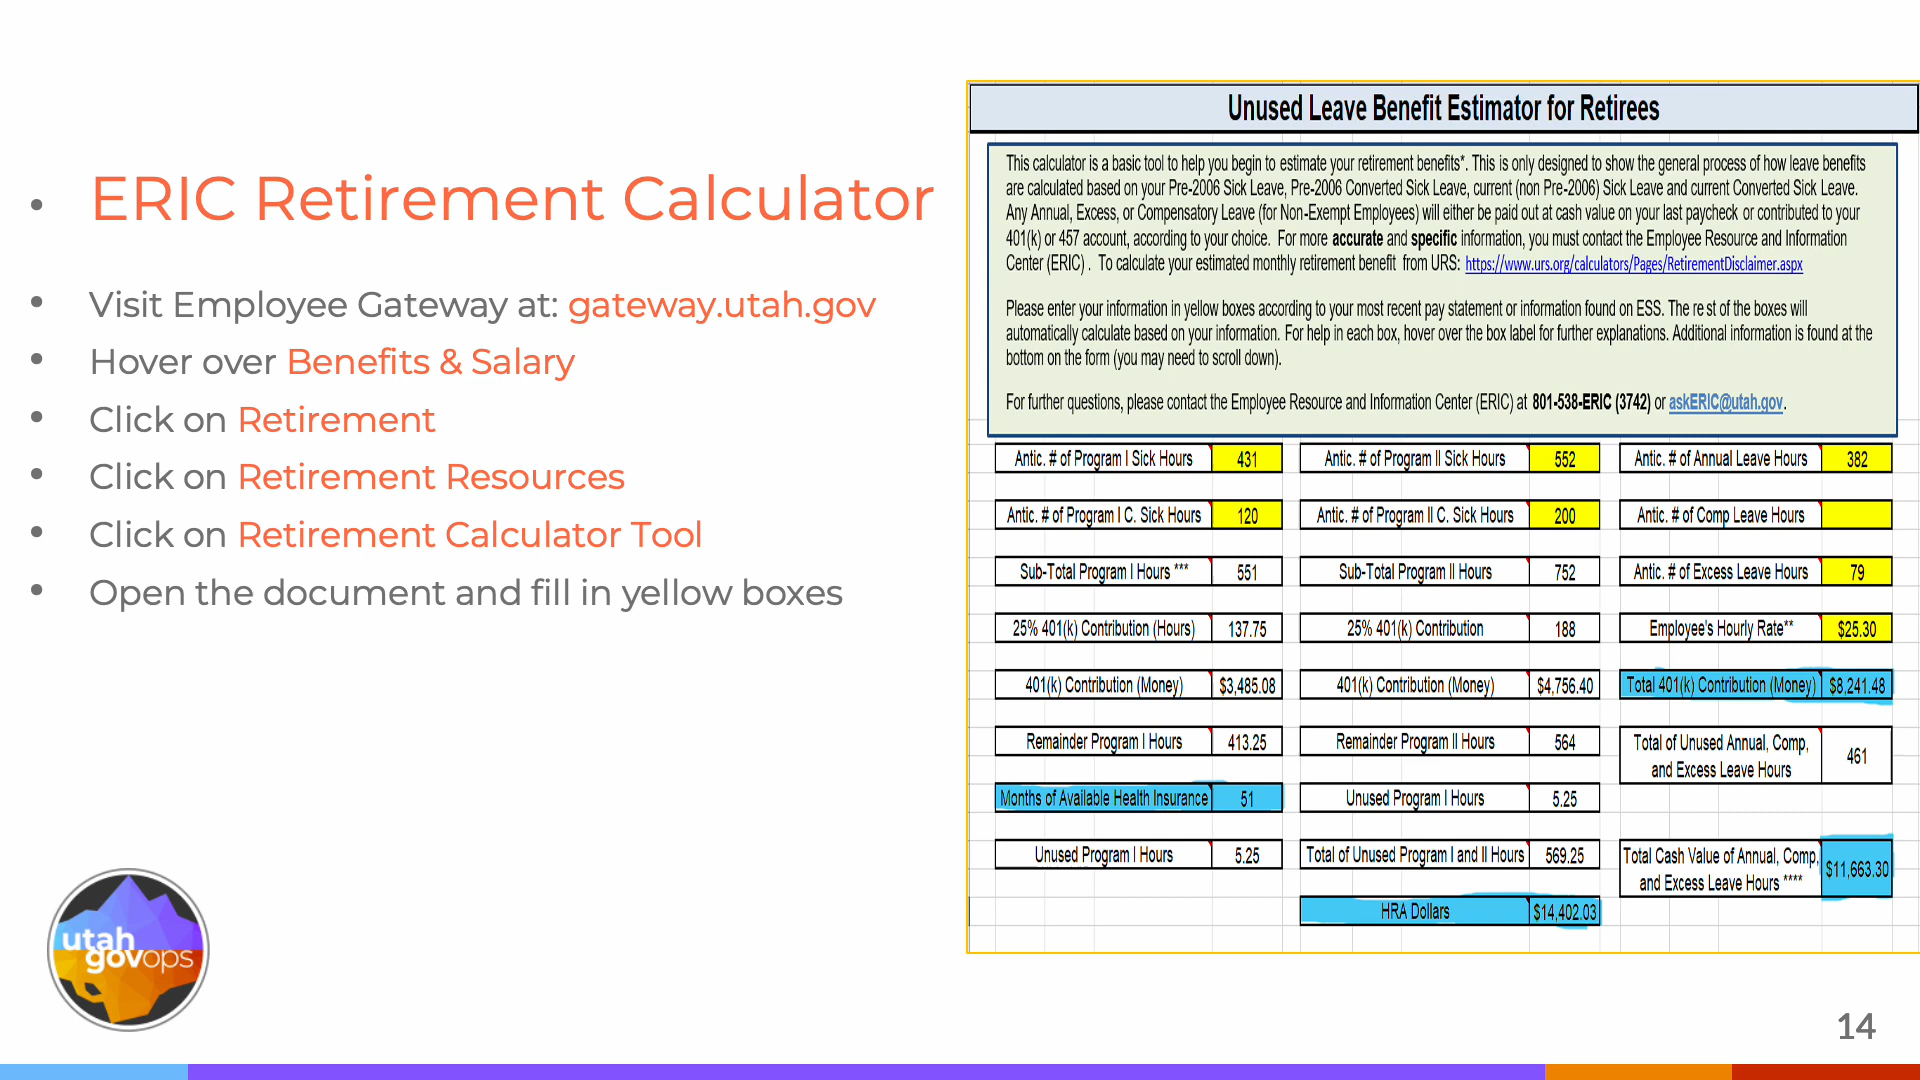 • ERIC Retirement Calculator
• Visit Employee Gateway at: gateway.utah.gov
• Hover over Benefits & Salary
• Click on Retirement
• Click on Retirement Resources
• Click on Retirement Calculator Tool
• Open the document and fill in yellow boxes
Unused Leave Benefit Estimator for Retirees
This calculator is a basic tool to help you begin to estimate your retirement benefits*. This is only designed to show the general process of how leave benefits
are calculated based on your Pre-2006 Sick Leave, Pre-2006 Converted Sick Leave, current (non Pre-2006) Sick Leave and current Converted Sick Leave.
Any Annual, Excess, or Compensatory Leave (for Non-Exempt Employees) will either be paid out at cash value on your last paycheck or contributed to your
401(k) or 457 account, according to your choice. For more accurate and specific information, you must contact the Employee Resource and Information
Center (ERIC) . To calculate your estimated monthly retirement benefit from URS: https://www.urs.org/calculators/Pages/RetirementDisclaimer.aspx
Please enter your information in yellow boxes according to your most recent pay statement or information found on ESS. The re st of the boxes will
automatically calculate based on your information. For help in each box, hover over the box label for further explanations. Additional information is found at the
bottom on the form (you may need to scroll down).
For further questions, please contact the Employee Resource and Information Center (ERIC) at 801-538-ERIC (3742) or askERIC@utah.gov.
Antic. # of Program I Sick Hours 431 Antic. # of Program II Sick Hours 552 Antic. # of Annual Leave Hours 382
Antic. # of Program I C. Sick Hours 120 Antic. # of Program II C. Sick Hours 200 Antic. # of Comp Leave Hours
Sub-Total Program I Hours *** 551 Sub-Total Program II Hours 752 Antic. # of Excess Leave Hours 79
25% 401(k) Contribution (Hours) 137.75 25% 401(k) Contribution 188 Employee's Hourly Rate** $25.30
401(k) Contribution (Money) $3,485.08 401(k) Contribution (Money) $4,756.40 Total 401(k) Contribution (Money) $8,241.48
Remainder Program I Hours 413.25 Remainder Program II Hours 564 Total of Unused Annual, Comp,
and Excess Leave Hours 461
Months of Available Health Insurance 51 Unused Program I Hours 5.25
Unused Program I Hours 5.25 Total of Unused Program I and II Hours 569.25 Total Cash Value of Annual, Comp,
and Excess Leave Hours **** $11,663.30
HRA Dollars $14,402.03
utah
govops
14